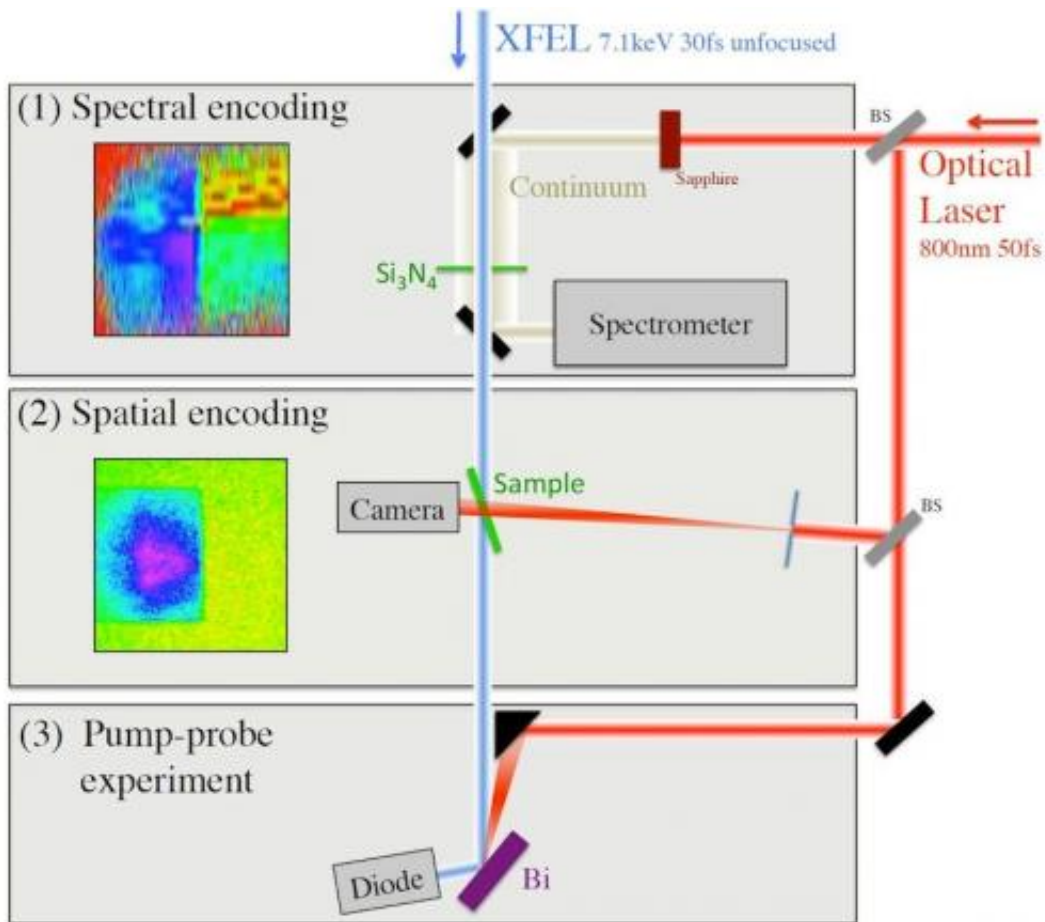 XFEL 7.1keV 30fs unfocused
(1) Spectral encoding
BS
Sapphire
Continuum
Optical
Laser
800nm 50fs
Si₃N₄
Spectrometer
(2) Spatial encoding
Sample
Camera
BS
(3) Pump-probe
experiment
Diode
Bi